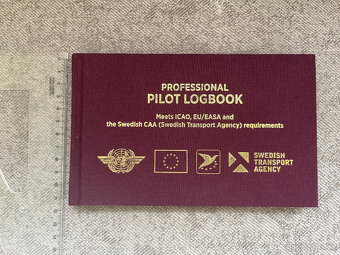 PROFESSIONAL
PILOT LOGBOOK
Meets ICAO, EU/EASA and
the Swedish CAA (Swedish Transport Agency) requirements
SWEDISH
TRANSPORT
AGENCY